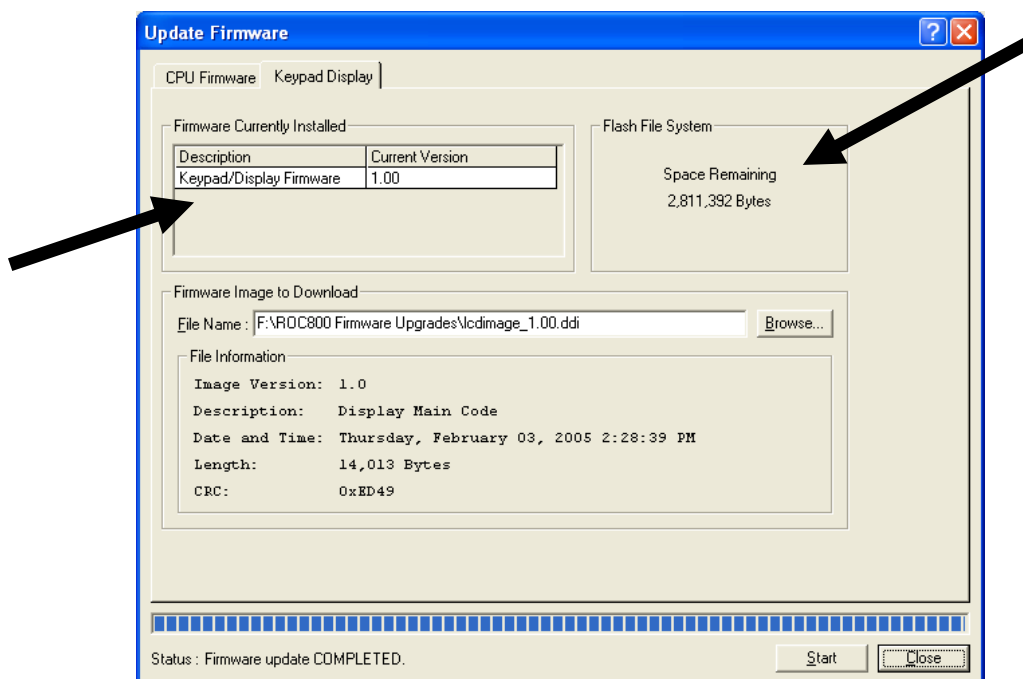 Update Firmware
CPU Firmware Keypad Display
Firmware Currently Installed
Description Current Version
Keypad/Display Firmware 1.00
Flash File System
Space Remaining
2,811,392 Bytes
Firmware Image to Download
File Name : F:\ROC800 Firmware Upgrades\lcdimage_1.00.ddi Browse...
File Information
Image Version: 1.0
Description: Display Main Code
Date and Time: Thursday, February 03, 2005 2:28:39 PM
Length: 14,013 Bytes
CRC: 0xED49
Status : Firmware update COMPLETED. Start Close